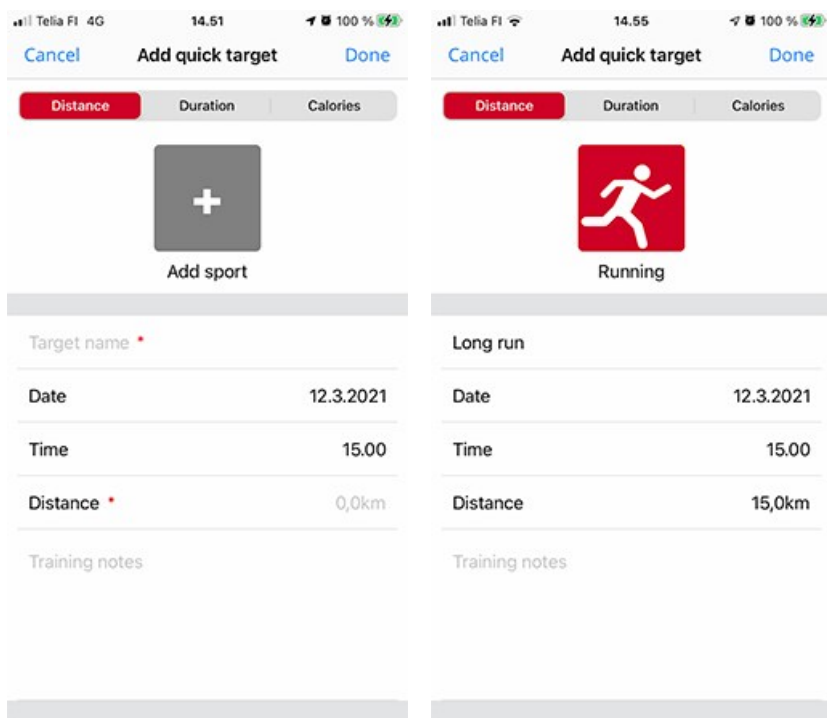 Telia FI 4G 14.51 100 %
Cancel Add quick target Done
Distance Duration Calories
+
Add sport
Target name *
Date 12.3.2021
Time 15.00
Distance * 0,0km
Training notes
Telia FI 14.55 100 %
Cancel Add quick target Done
Distance Duration Calories
Running
Long run
Date 12.3.2021
Time 15.00
Distance 15,0km
Training notes